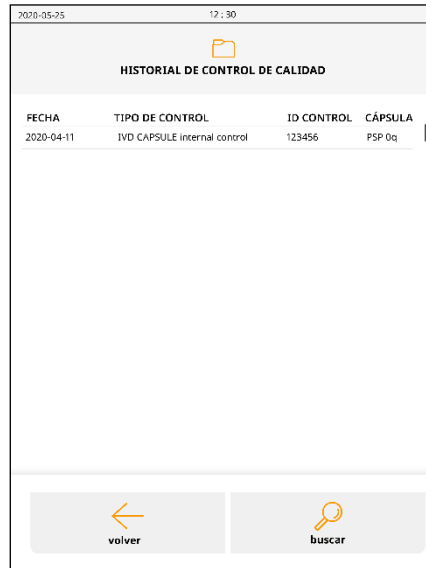 2020-05-25 12:30
HISTORIAL DE CONTROL DE CALIDAD
FECHA TIPO DE CONTROL ID CONTROL CÁPSULA
2020-04-11 IVD CAPSULE internal control 123456 PSP 0q
volver buscar